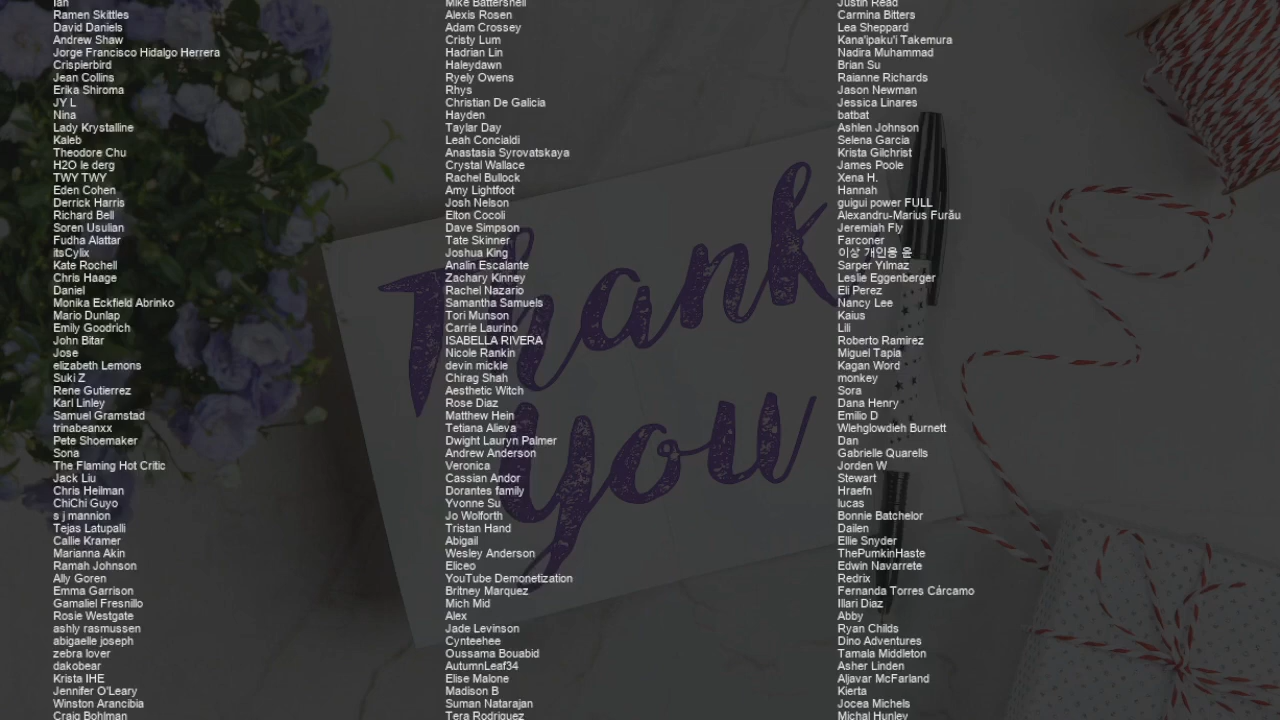 Ian
Ramen Skittles
David Daniels
Andrew Shaw
Jorge Francisco Hidalgo Herrera
Crispierbird
Jean Collins
Erika Shiroma
JY L
Nina
Lady Krystalline
Kaleb
Theodore Chu
H2O le derg
TWY TWY
Eden Cohen
Derrick Harris
Richard Bell
Soren Usulian
Fudha Alattar
itsCylix
Kate Rochell
Chris Haage
Daniel
Monika Eckfield Abrinko
Mario Dunlap
Emily Goodrich
John Bitar
Jose
elizabeth Lemons
Suki Z
Rene Gutierrez
Karl Linley
Samuel Gramstad
trinabeanxx
Pete Shoemaker
Sona
The Flaming Hot Critic
Jack Liu
Chris Heilman
ChiChi Guyo
s j mannion
Tejas Latupalli
Callie Kramer
Marianna Akin
Ramah Johnson
Ally Goren
Emma Garrison
Gamaliel Fresnillo
Rosie Westgate
ashly rasmussen
abigaelle joseph
zebra lover
dakobear
Krista IHE
Jennifer O'Leary
Winston Arancibia
Craig Bohlman
Mike Battershell
Alexis Rosen
Adam Crossey
Cristy Lum
Hadrian Lin
Haleydawn
Ryely Owens
Rhys
Christian De Galicia
Hayden
Taylar Day
Leah Concialdi
Anastasia Syrovatskaya
Crystal Wallace
Rachel Bullock
Amy Lightfoot
Josh Nelson
Elton Cocoli
Dave Simpson
Tate Skinner
Joshua King
Analin Escalante
Zachary Kinney
Rachel Nazario
Samantha Samuels
Tori Munson
Carrie Laurino
ISABELLA RIVERA
Nicole Rankin
devin mickle
Chirag Shah
Aesthetic Witch
Rose Diaz
Matthew Hein
Tetiana Alieva
Dwight Lauryn Palmer
Andrew Anderson
Veronica
Cassian Andor
Dorantes family
Yvonne Su
Jo Wolforth
Tristan Hand
Abigail
Wesley Anderson
Eliceo
YouTube Demonetization
Britney Marquez
Mich Mid
Alex
Jade Levinson
Cynteehee
Oussama Bouabid
AutumnLeaf34
Elise Malone
Madison B
Suman Natarajan
Tera Rodriguez
Justin Read
Carmina Bitters
Lea Sheppard
Kana'ipaku'i Takemura
Nadira Muhammad
Brian Su
Raianne Richards
Jason Newman
Jessica Linares
batbat
Ashlen Johnson
Selena Garcia
Krista Gilchrist
James Poole
Xena H.
Hannah
guigui power FULL
Alexandru-Marius Furău
Jeremiah Fly
Farconer
이상 개인용 윤
Sarper Yılmaz
Leslie Eggenberger
Eli Perez
Nancy Lee
Kaius
Lili
Roberto Ramirez
Miguel Tapia
Kagan Word
monkey
Sora
Dana Henry
Emilio D
Wlehglowdieh Burnett
Dan
Gabrielle Quarells
Jorden W
Stewart
Hraefn
lucas
Bonnie Batchelor
Dailen
Ellie Snyder
ThePumkinHaste
Edwin Navarrete
Redrix
Fernanda Torres Cárcamo
Illari Diaz
Abby
Ryan Childs
Dino Adventures
Tamala Middleton
Asher Linden
Aljavar McFarland
Kierta
Jocea Michels
Michal Hunley
Thank
you